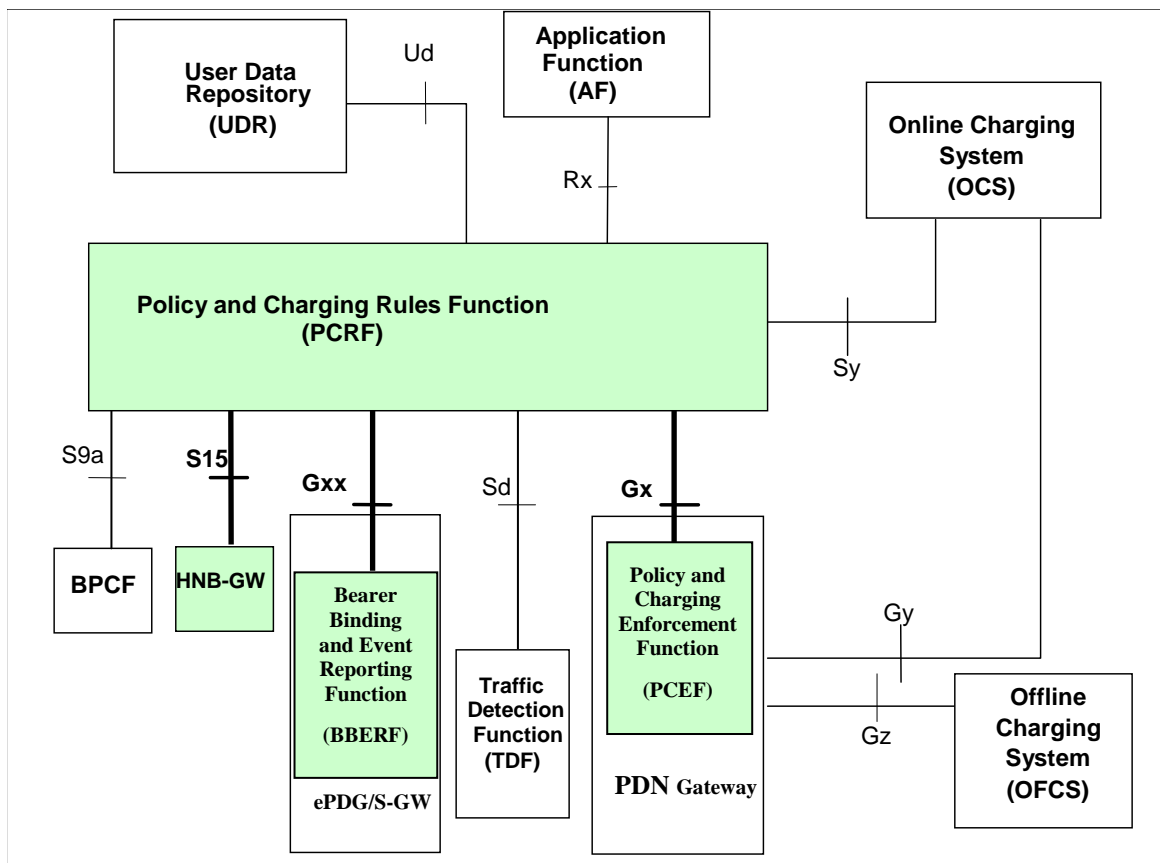 User Data
Repository
(UDR)
Ud
Application
Function
(AF)
Online Charging
System
(OCS)
Rx
Policy and Charging Rules Function
(PCRF)
Sy
S9a
S15
Gxx
Sd
Gx
BPCF
HNB-GW
Bearer
Binding
and Event
Reporting
Function
(BBERF)
ePDG/S-GW
Traffic
Detection
Function
(TDF)
Policy and
Charging
Enforcement
Function
(PCEF)
PDN Gateway
Gy
Gz
Offline
Charging
System
(OFCS)